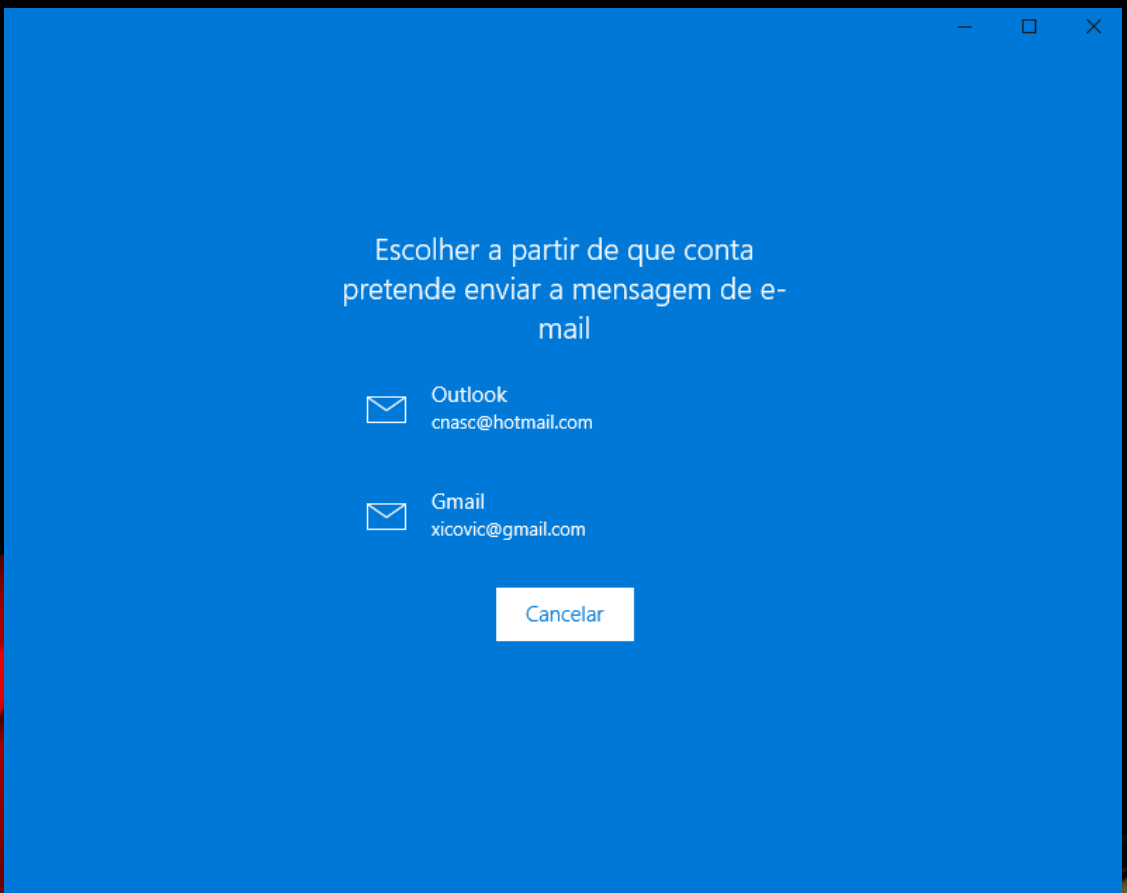 Escolher a partir de que conta
pretende enviar a mensagem de e-
mail
Outlook
cnasc@hotmail.com
Gmail
xicovic@gmail.com
Cancelar